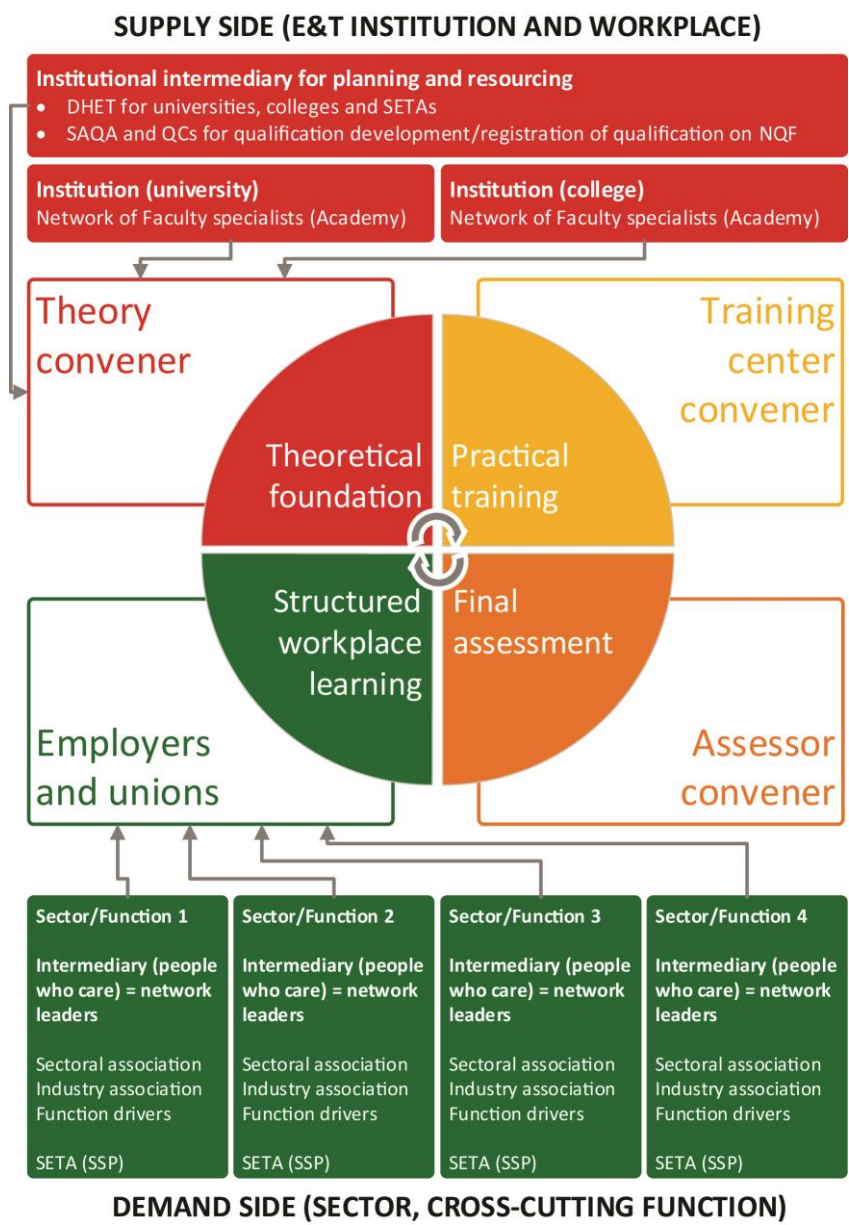 SUPPLY SIDE (E&T INSTITUTION AND WORKPLACE)
Institutional intermediary for planning and resourcing
• DHET for universities, colleges and SETAs
• SAQA and QCs for qualification development/registration of qualification on NQF
Institution (university)
Network of Faculty specialists (Academy)
Institution (college)
Network of Faculty specialists (Academy)
Theory
convener
Training
center
convener
Theoretical
foundation
Practical
training
Structured
workplace
learning
Final
assessment
Employers
and unions
Assessor
convener
Sector/Function 1
Intermediary (people
who care) = network
leaders
Sectoral association
Industry association
Function drivers
SETA (SSP)
Sector/Function 2
Intermediary (people
who care) = network
leaders
Sectoral association
Industry association
Function drivers
SETA (SSP)
Sector/Function 3
Intermediary (people
who care) = network
leaders
Sectoral association
Industry association
Function drivers
SETA (SSP)
Sector/Function 4
Intermediary (people
who care) = network
leaders
Sectoral association
Industry association
Function drivers
SETA (SSP)
DEMAND SIDE (SECTOR, CROSS-CUTTING FUNCTION)